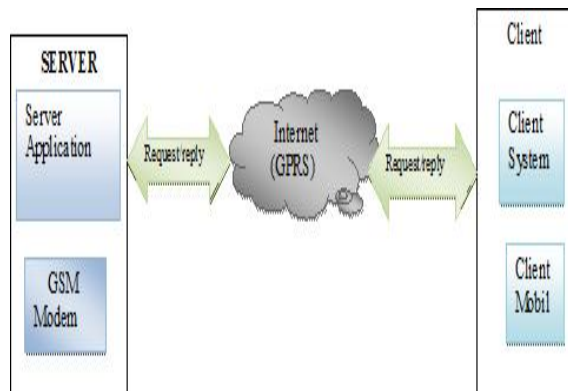 SERVER
Server
Application
GSM
Modem
Request/reply
Internet
(GPRS)
Request/reply
Client
Client
System
Client
Mobil